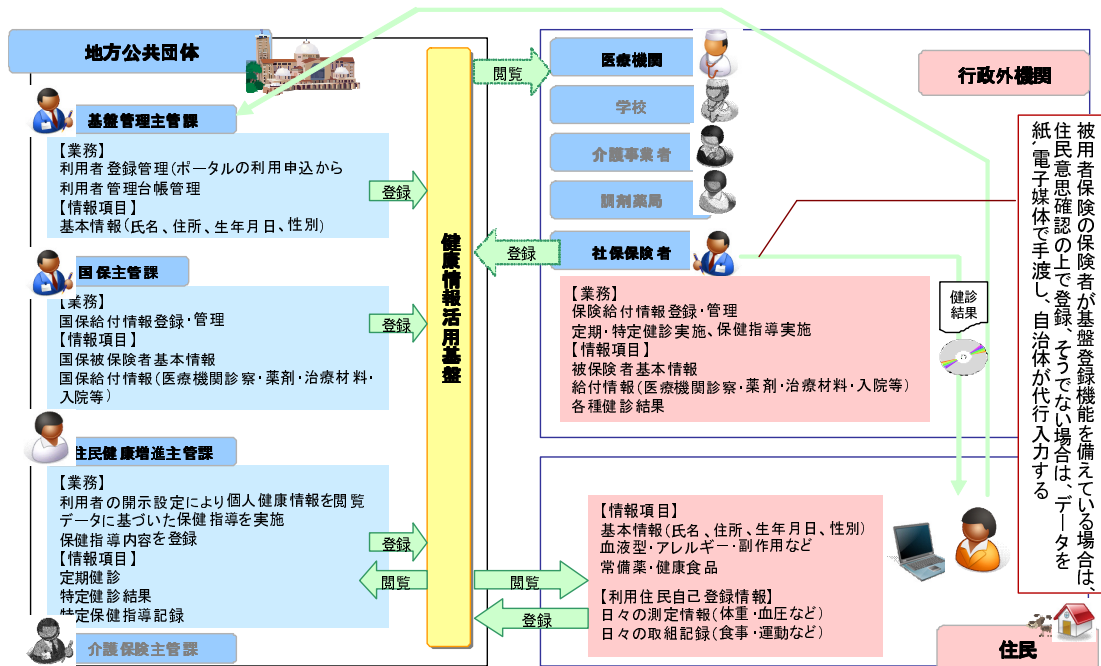 地方公共団体
基盤管理主管課
【業務】
利用者登録管理(ポータルの利用申込から
利用者管理台帳管理
【情報項目】
基本情報(氏名、住所、生年月日、性別)
登録
国保主管課
【業務】
国保給付情報登録・管理
【情報項目】
国保被保険者基本情報
国保給付情報(医療機関診察・薬剤・治療材料・
入院等)
登録
住民健康増進主管課
【業務】
利用者の開示設定により個人健康情報を閲覧
データに基づいた保健指導を実施
保健指導内容を登録
【情報項目】
定期健診
特定健診結果
特定保健指導記録
登録
閲覧
介護保険主管課
健康情報活用基盤
閲覧
登録
閲覧
登録
行政外機関
医療機関
学校
介護事業者
調剤薬局
社保保険者
【業務】
保険給付情報登録・管理
定期・特定健診実施、保健指導実施
【情報項目】
被保険者基本情報
給付情報(医療機関診察・薬剤・治療材料・入院等)
各種健診結果
健診
結果
被用者保険の保険者が基盤登録機能を備えている場合は、
住民意思確認の上で登録、そうでない場合は、データを
紙、電子媒体で手渡し、自治体が代行入力する
【情報項目】
基本情報(氏名、住所、生年月日、性別)
血液型・アレルギー・副作用など
常備薬・健康食品
【利用住民自己登録情報】
日々の測定情報(体重・血圧など)
日々の取組記録(食事・運動など)
住民